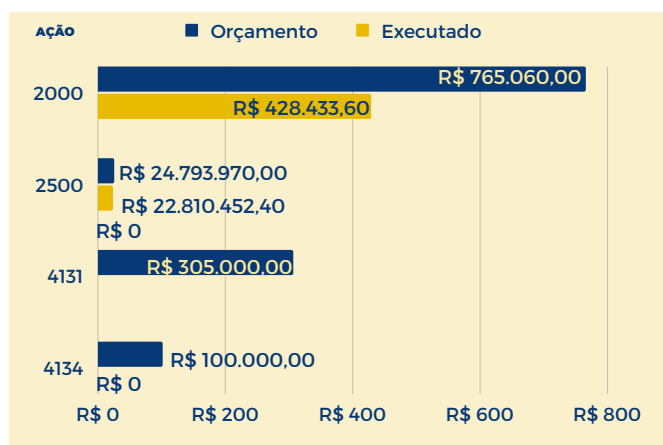 AÇÃO
Orçamento
Executado
2000
R$ 765.060,00
R$ 428.433,60
2500
R$ 24.793.970,00
R$ 22.810.452,40
R$ 0
4131
R$ 305.000,00
4134
R$ 100.000,00
R$ 0
R$ 0
R$ 200
R$ 400
R$ 600
R$ 800